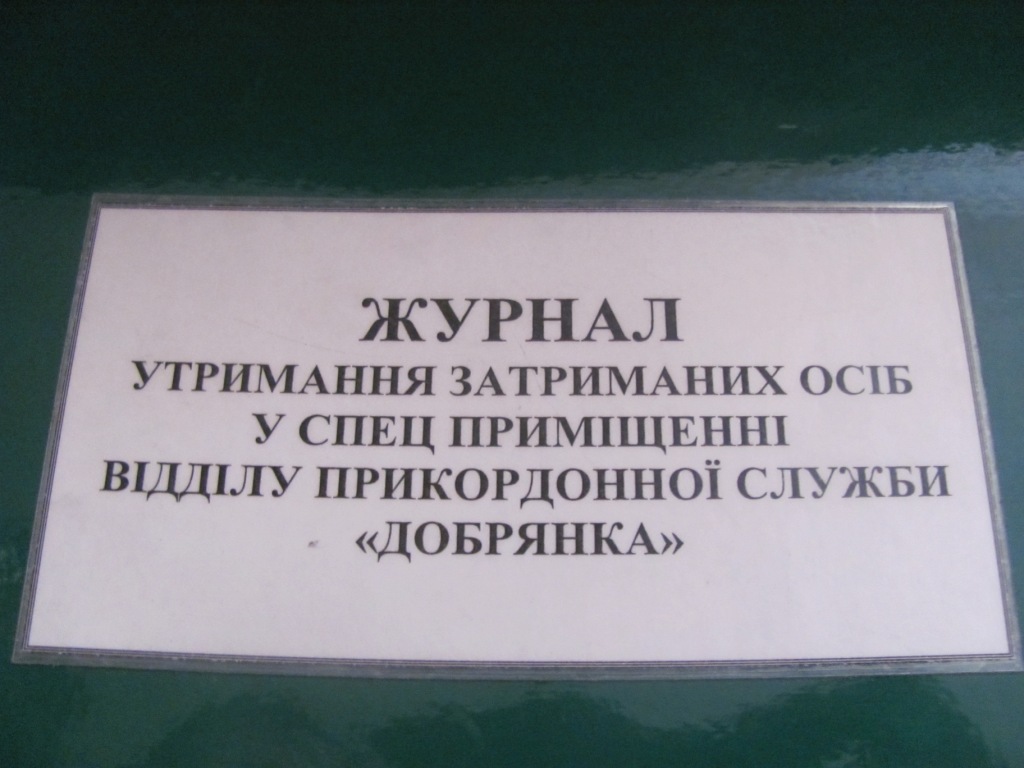 ЖУРНАЛ
УТРИМАННЯ ЗАТРИМАНИХ ОСІБ
У СПЕЦ ПРИМІЩЕННІ
ВІДДІЛУ ПРИКОРДОННОЇ СЛУЖБИ
«ДОБРЯНКА»